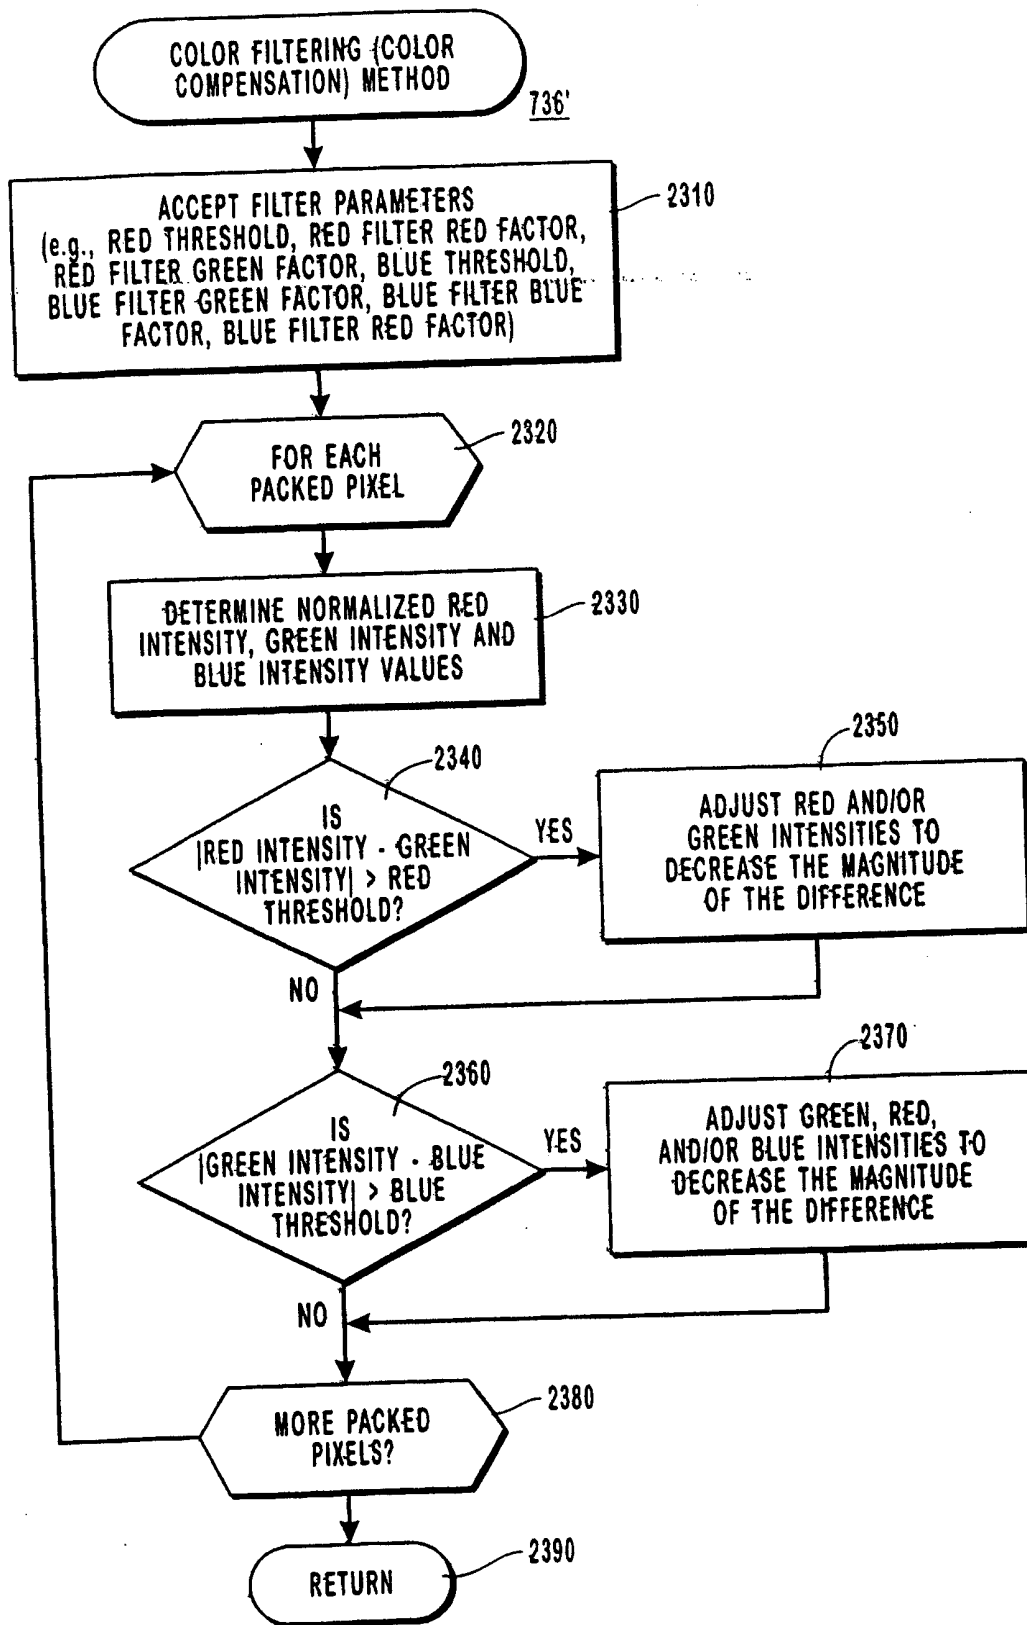 COLOR FILTERING (COLOR
COMPENSATION) METHOD
736'
ACCEPT FILTER PARAMETERS
(e.g., RED THRESHOLD, RED FILTER RED FACTOR,
RED FILTER GREEN FACTOR, BLUE THRESHOLD,
BLUE FILTER GREEN FACTOR, BLUE FILTER BLUE
FACTOR, BLUE FILTER RED FACTOR)
2310
FOR EACH
PACKED PIXEL
2320
DETERMINE NORMALIZED RED
INTENSITY, GREEN INTENSITY AND
BLUE INTENSITY VALUES
2330
2340
IS
|RED INTENSITY - GREEN
INTENSITY| > RED
THRESHOLD?
YES
2350
ADJUST RED AND/OR
GREEN INTENSITIES TO
DECREASE THE MAGNITUDE
OF THE DIFFERENCE
NO
2360
IS
|GREEN INTENSITY - BLUE
INTENSITY| > BLUE
THRESHOLD?
YES
2370
ADJUST GREEN, RED,
AND/OR BLUE INTENSITIES TO
DECREASE THE MAGNITUDE
OF THE DIFFERENCE
NO
MORE PACKED
PIXELS?
2380
RETURN
2390